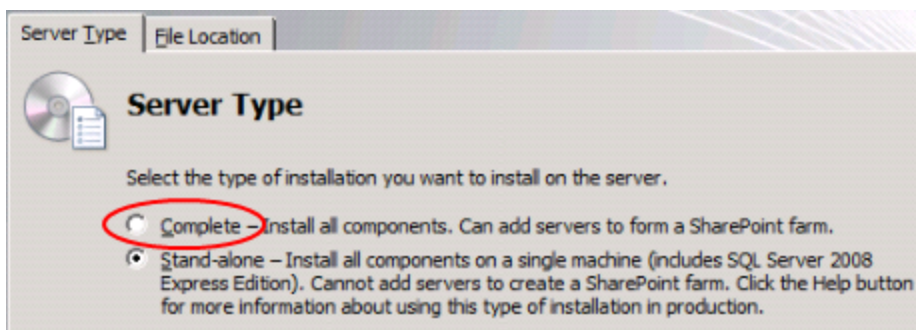 Server Type File Location
Server Type
Select the type of installation you want to install on the server.
Complete – Install all components. Can add servers to form a SharePoint farm.
Stand-alone – Install all components on a single machine (includes SQL Server 2008
Express Edition). Cannot add servers to create a SharePoint farm. Click the Help button
for more information about using this type of installation in production.